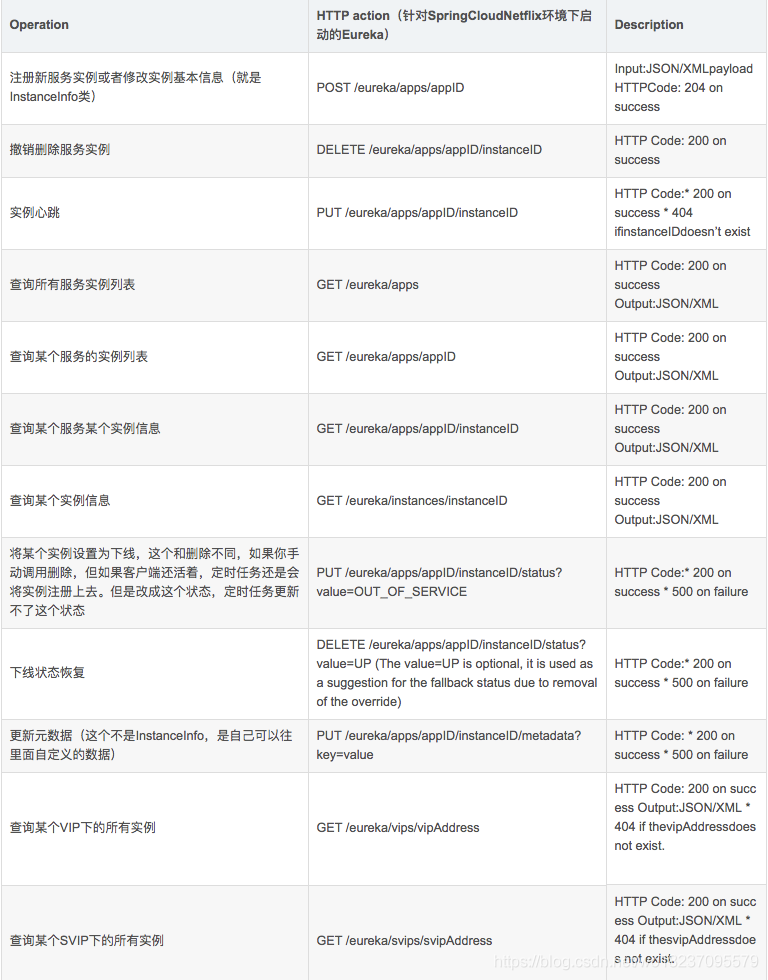 Operation
HTTP action（针对SpringCloudNetflix环境下启
动的Eureka）
Description
注册新服务实例或者修改实例基本信息（就是
InstanceInfo类）
POST /eureka/apps/appID
Input:JSON/XMLpayload
HTTPCode: 204 on
success
撤销删除服务实例
DELETE /eureka/apps/appID/instanceID
HTTP Code: 200 on
success
实例心跳
PUT /eureka/apps/appID/instanceID
HTTP Code:* 200 on
success * 404
ifinstanceIDdoesn't exist
查询所有服务实例列表
GET /eureka/apps
HTTP Code: 200 on
success
Output:JSON/XML
查询某个服务的实例列表
GET /eureka/apps/appID
HTTP Code: 200 on
success
Output:JSON/XML
查询某个服务某个实例信息
GET /eureka/apps/appID/instanceID
HTTP Code: 200 on
success
Output:JSON/XML
查询某个实例信息
GET /eureka/instances/instanceID
HTTP Code: 200 on
success
Output:JSON/XML
将某个实例设置为下线，这个和删除不同，如果你手
动调用删除，但如果客户端还活着，定时任务还是会
将实例注册上去。但是改成这个状态，定时任务更新
不了这个状态
PUT /eureka/apps/appID/instanceID/status?
value=OUT_OF_SERVICE
HTTP Code:* 200 on
success * 500 on failure
下线状态恢复
DELETE /eureka/apps/appID/instanceID/status?
value=UP (The value=UP is optional, it is used as
a suggestion for the fallback status due to removal
of the override)
HTTP Code:* 200 on
success * 500 on failure
更新元数据（这个不是InstanceInfo，是自己可以往
里面自定义的数据）
PUT /eureka/apps/appID/instanceID/metadata?
key=value
HTTP Code: * 200 on
success * 500 on failure
查询某个VIP下的所有实例
GET /eureka/vips/vipAddress
HTTP Code: 200 on succ
ess Output:JSON/XML *
404 if thevipAddressdoes
not exist.
查询某个SVIP下的所有实例
GET /eureka/svips/svipAddress
HTTP Code: 200 on succ
ess Output:JSON/XML *
404 if thesvipAddressdoe
s not exist.